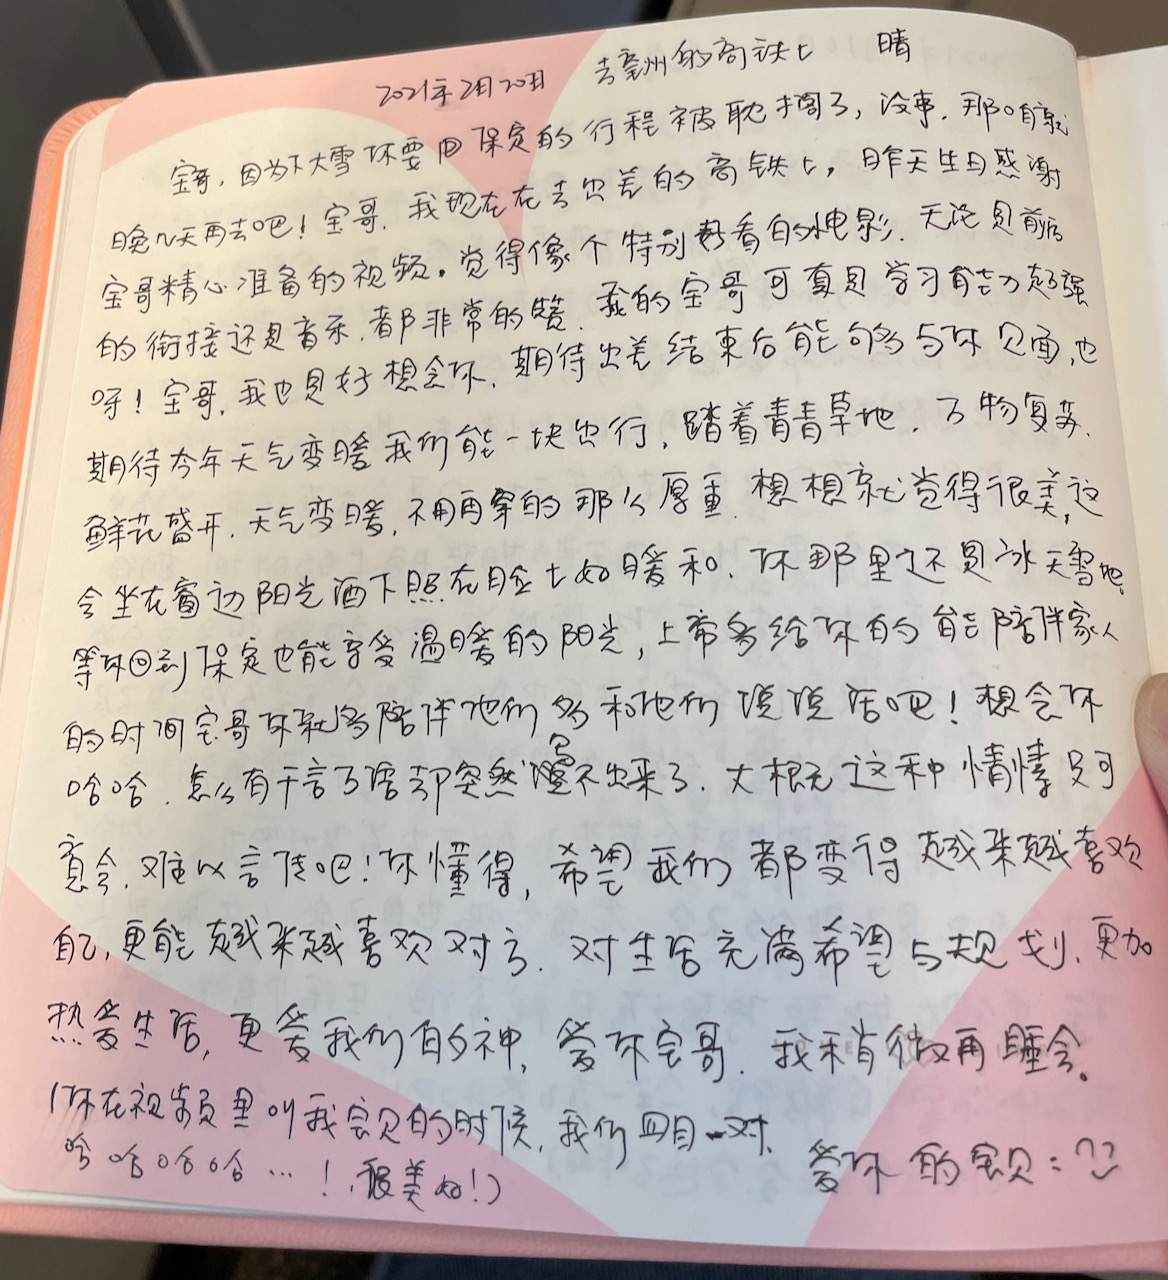 2021年2月20日 去亳州的高铁上 晴
宝哥,因为下大雪你要回保定的行程被耽搁了,没事,那咱就
晚几天再去吧!宝哥,我现在在去出差的高铁上,昨天生日感谢
宝哥精心准备的视频。觉得像个特别好看的电影,无论是前后
的衔接还是音乐,都非常的赞,我的宝哥可真是学习能力超强
呀!宝哥,我也是好想念你,期待出差结束后能够与你见面,也
期待今年天气变暖我们能一块出行,踏着青青草地,万物复苏,
鲜花盛开,天气变暖,不用再穿的那么厚重,想想就觉得很美,这
会坐在窗边阳光洒下照在脸上好暖和,你那里还是冰天雪地,
等你回到保定也能享受温暖的阳光,上帝多给你的能陪伴家人
的时间宝哥你就多陪伴他们多和他们说说话吧!想念你
哈哈,怎么有千言万语却突然写不出来了,大概这种情愫只可
意会,难以言传吧!你懂得,希望我们都变得越来越喜欢
自己,更能越来越喜欢对方,对生活充满希望与规划,更加
热爱生活,更爱我们的神,爱你宝哥,我稍微再睡会。
(你在视频里叫我宝贝的时候,我们四目一对,
哈哈哈哈…!,很美好!) 爱你的宝贝: